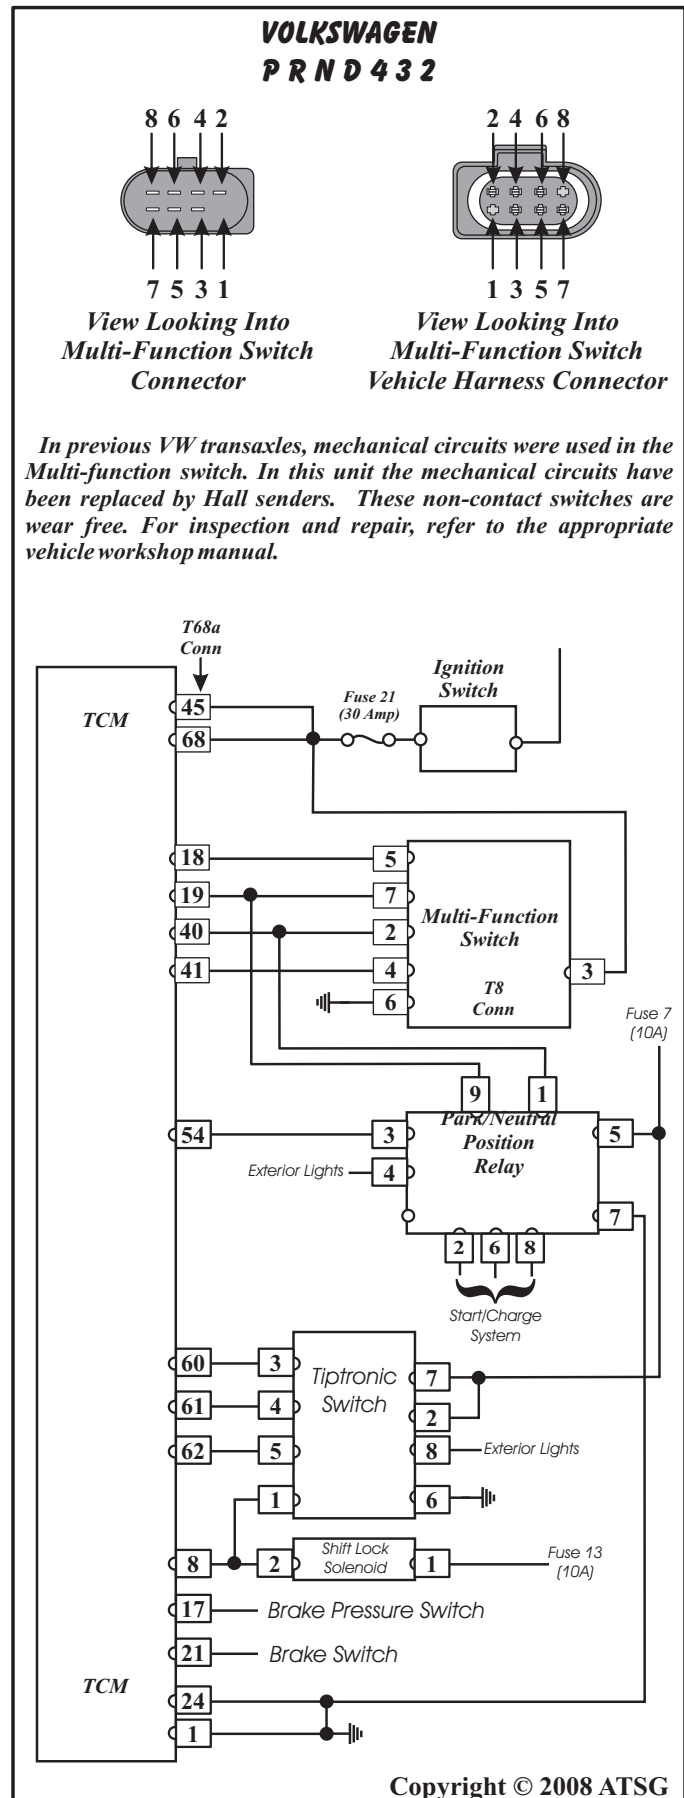 VOLKSWAGEN
P R N D 4 3 2
8 6 4 2
7 5 3 1
View Looking Into
Multi-Function Switch
Connector
2 4 6 8
1 3 5 7
View Looking Into
Multi-Function Switch
Vehicle Harness Connector
In previous VW transaxles, mechanical circuits were used in the
Multi-function switch. In this unit the mechanical circuits have
been replaced by Hall senders. These non-contact switches are
wear free. For inspection and repair, refer to the appropriate
vehicle workshop manual.
T68a
Conn
TCM
45
68
Fuse 21
(30 Amp)
Ignition
Switch
18
19
40
41
5
7
2
4
6
Multi-Function
Switch
T8
Conn
3
Fuse 7
(10A)
9 1
54
3
Exterior Lights
4
Park/Neutral
Position
Relay
5
7
2 6 8
Start/Charge
System
60
61
62
3
4
5
1
Tiptronic
Switch
7
2
8
Exterior Lights
6
8
2
Shift Lock
Solenoid
1
Fuse 13
(10A)
17
Brake Pressure Switch
21
Brake Switch
TCM
24
1
Copyright © 2008 ATSG